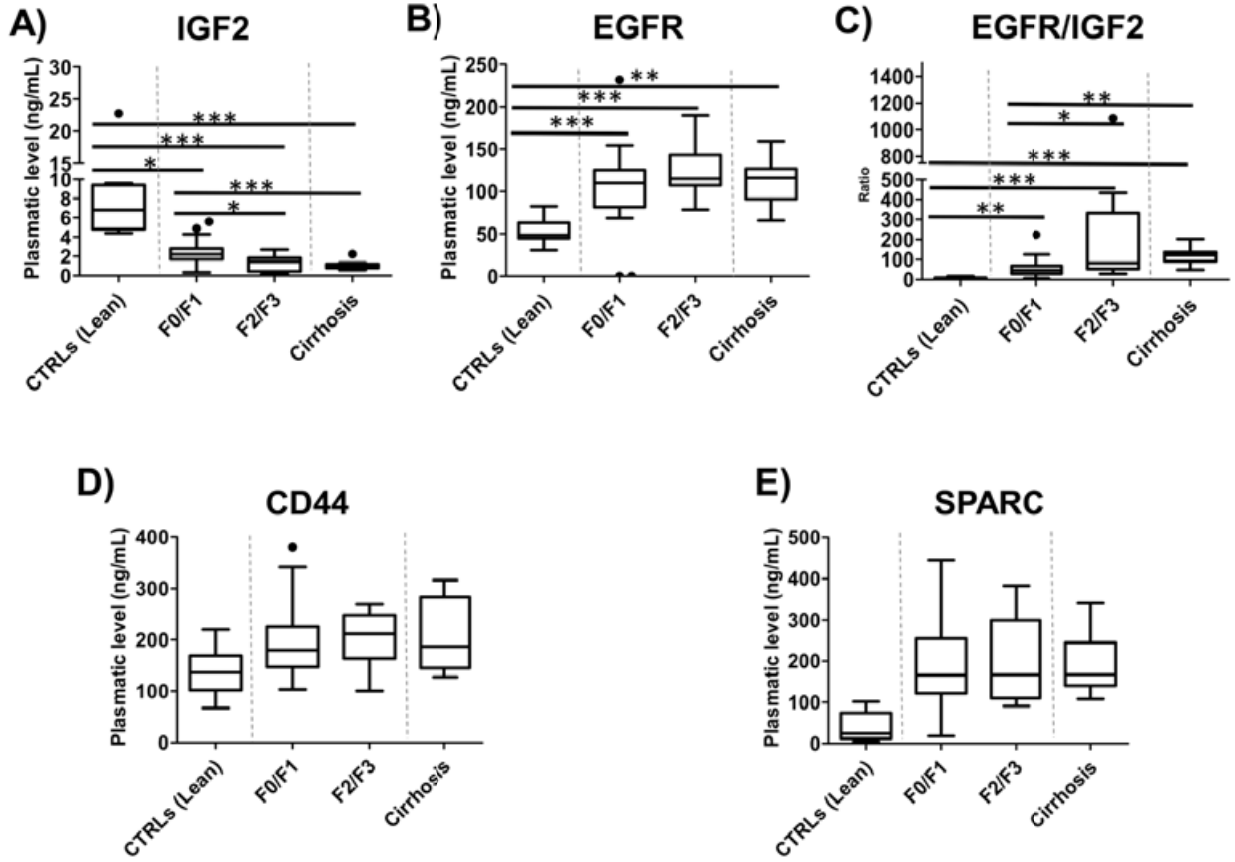 A)
IGF2
Plasmatic level (ng/mL)
30
25
20
15
10
8
6
4
2
0
***
***
*
***
*
CTRLs (Lean)
F0/F1
F2/F3
Cirrhosis
B)
EGFR
Plasmatic level (ng/mL)
250
200
150
100
50
0
**
***
***
CTRLs (Lean)
F0/F1
F2/F3
Cirrhosis
C)
EGFR/IGF2
Ratio
1400
1200
1000
800
500
400
300
200
100
0
**
*
***
***
**
CTRLs (Lean)
F0/F1
F2/F3
Cirrhosis
D)
CD44
Plasmatic level (ng/mL)
400
300
200
100
0
CTRLs (Lean)
F0/F1
F2/F3
Cirrhosis
E)
SPARC
Plasmatic level (ng/mL)
500
400
300
200
100
0
CTRLs (Lean)
F0/F1
F2/F3
Cirrhosis